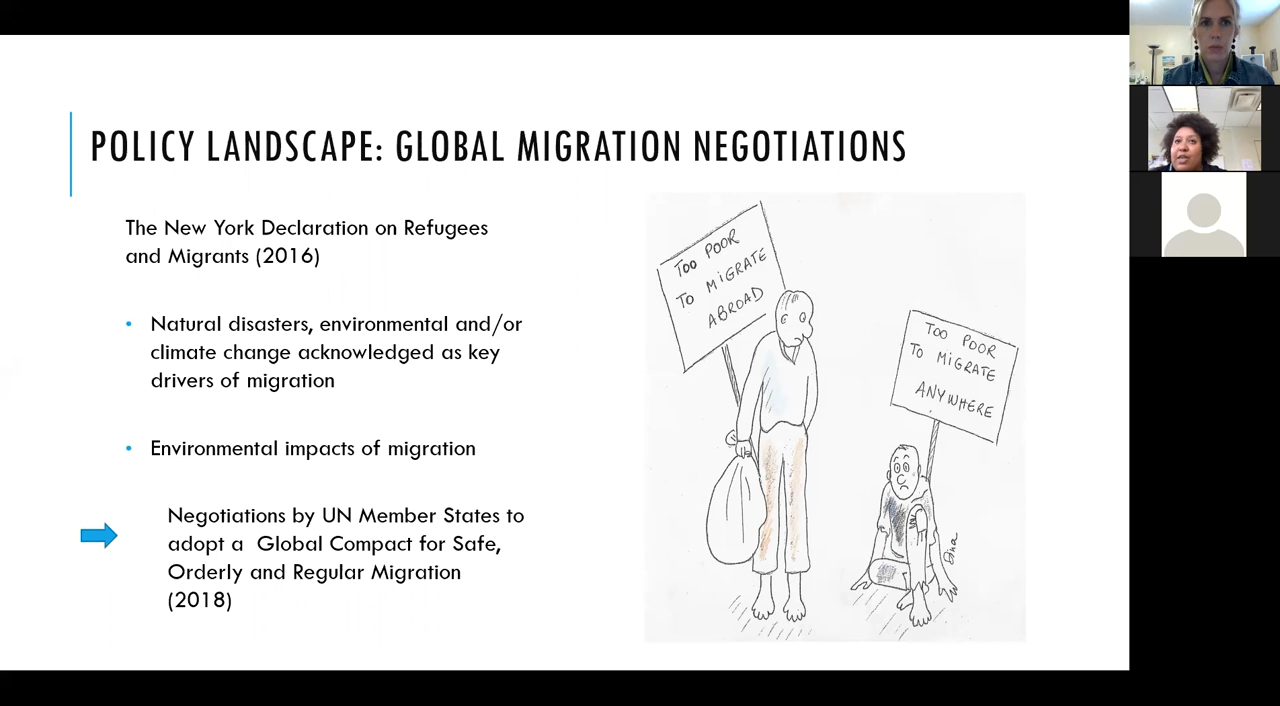 POLICY LANDSCAPE: GLOBAL MIGRATION NEGOTIATIONS
The New York Declaration on Refugees
and Migrants (2016)
• Natural disasters, environmental and/or
climate change acknowledged as key
drivers of migration
• Environmental impacts of migration
Negotiations by UN Member States to
adopt a Global Compact for Safe,
Orderly and Regular Migration
(2018)
TOO POOR
TO MIGRATE
ABROAD
TOO POOR
TO MIGRATE
ANYWHERE